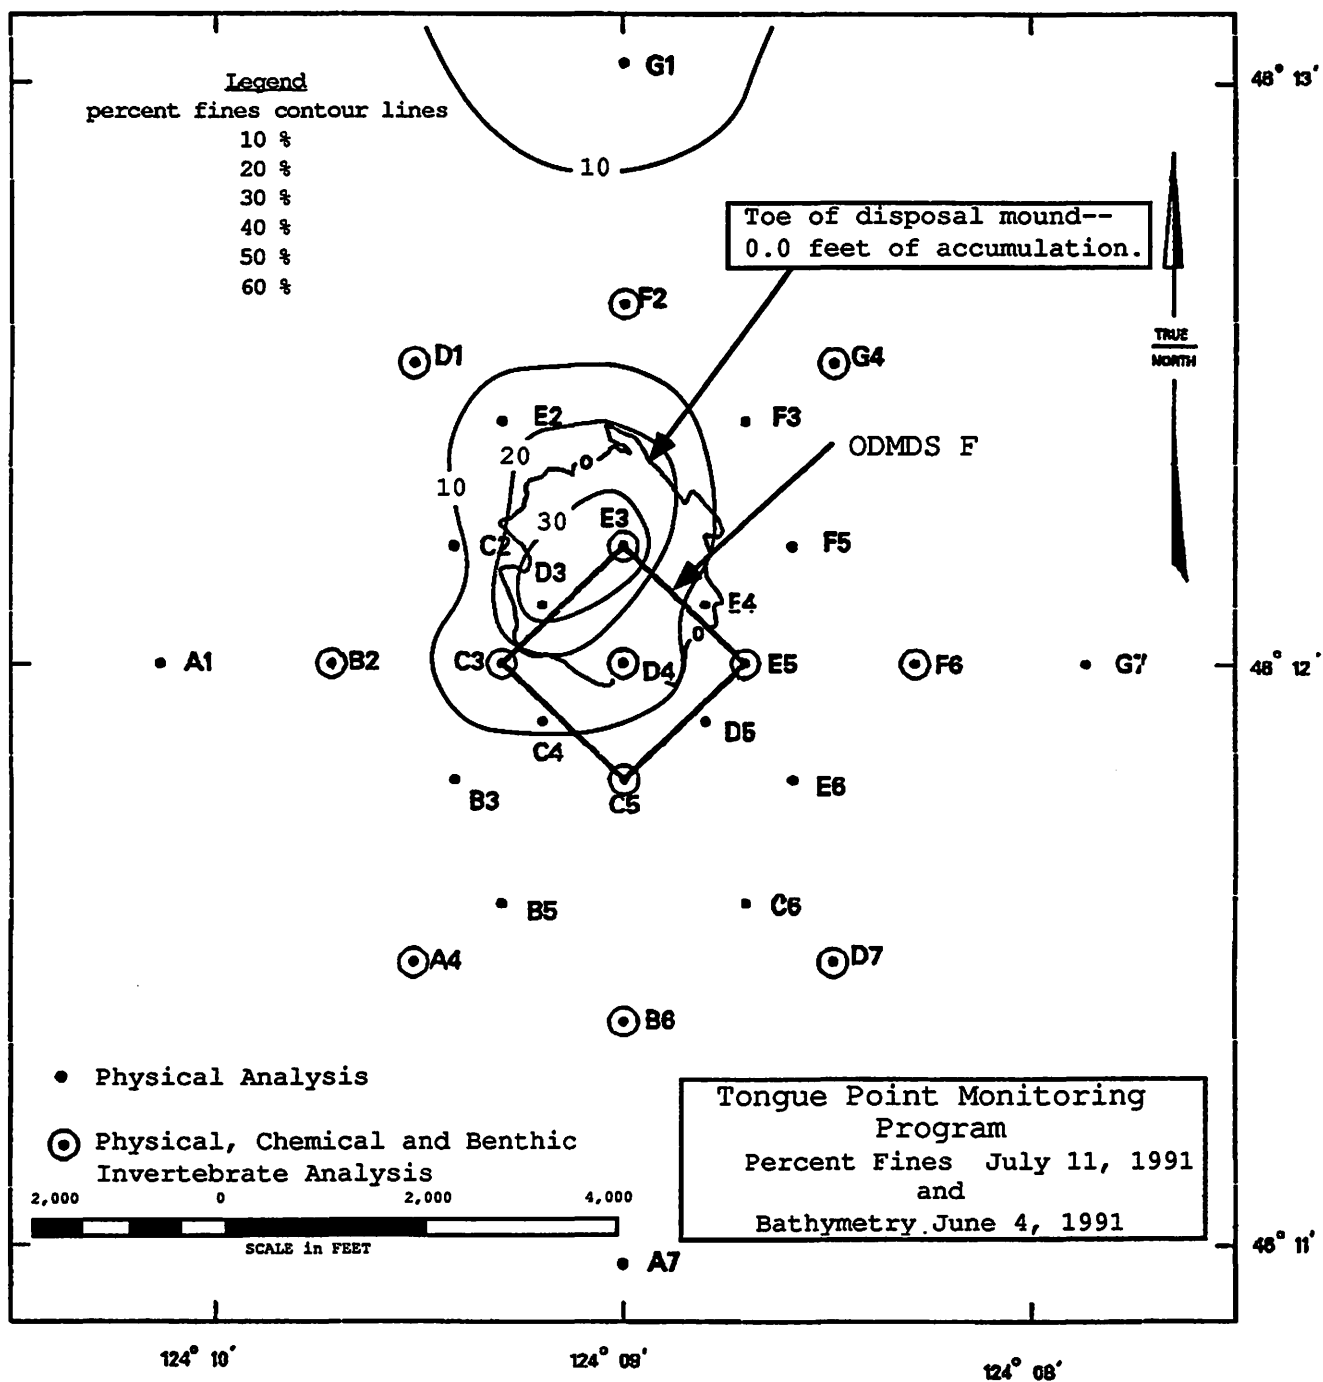 G1
46° 13'
Legend
percent fines contour lines
10 %
20 %
30 %
40 %
50 %
60 %
10
Toe of disposal mound--
0.0 feet of accumulation.
F2
TRUE
NORTH
D1
G4
E2
F3
ODMDS F
20
0
10
30
E3
C2
F5
D3
E4
0
A1
B2
C3
D4
E5
F6
G7
46° 12'
D5
C4
B3
C5
E6
B5
C6
A4
D7
B6
Physical Analysis
Physical, Chemical and Benthic
Invertebrate Analysis
2,000 0 2,000 4,000
SCALE in FEET
Tongue Point Monitoring
Program
Percent Fines July 11, 1991
and
Bathymetry June 4, 1991
46° 11'
A7
124° 10'
124° 09'
124° 08'